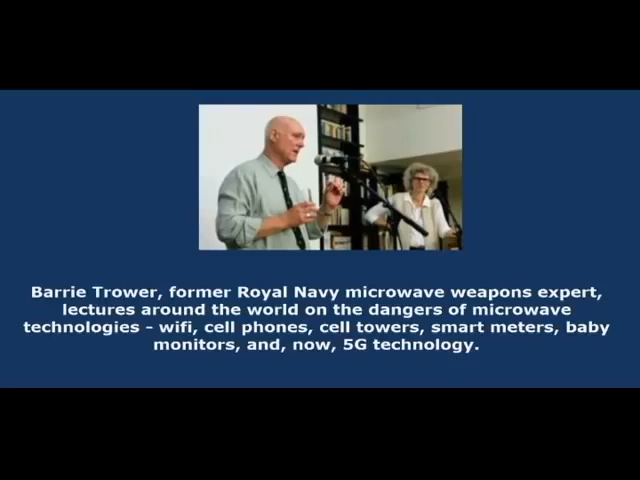 Barrie Trower, former Royal Navy microwave weapons expert,
lectures around the world on the dangers of microwave
technologies - wifi, cell phones, cell towers, smart meters, baby
monitors, and, now, 5G technology.